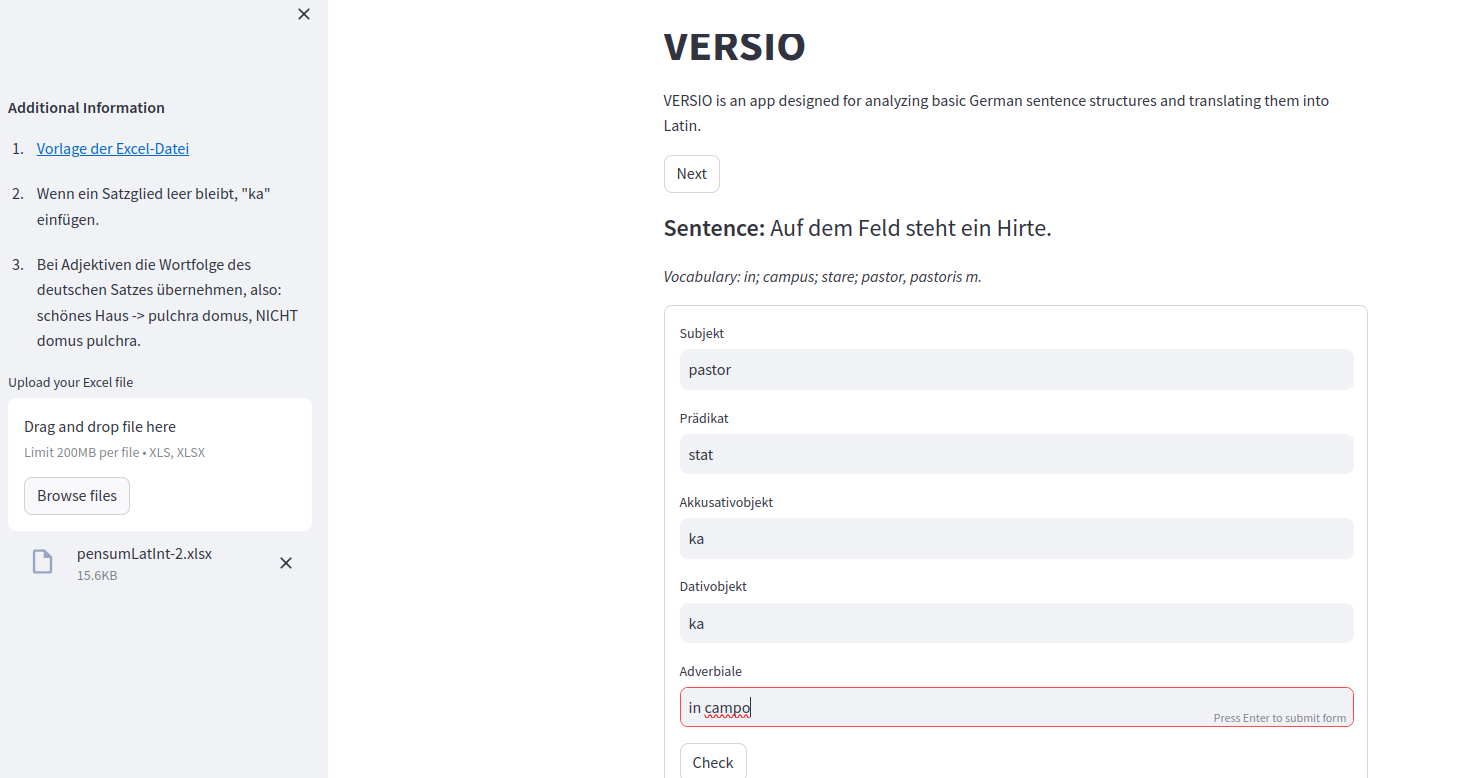 Additional Information
1. Vorlage der Excel-Datei
2. Wenn ein Satzglied leer bleibt, "ka"
einfügen.
3. Bei Adjektiven die Wortfolge des
deutschen Satzes übernehmen, also:
schönes Haus -> pulchra domus, NICHT
domus pulchra.
Upload your Excel file
Drag and drop file here
Limit 200MB per file • XLS, XLSX
Browse files
pensumLatInt-2.xlsx
15.6KB
VERSIO
VERSIO is an app designed for analyzing basic German sentence structures and translating them into
Latin.
Next
Sentence: Auf dem Feld steht ein Hirte.
Vocabulary: in; campus; stare; pastor, pastoris m.
Subjekt
pastor
Prädikat
stat
Akkusativobjekt
ka
Dativobjekt
ka
Adverbiale
in campo
Press Enter to submit form
Check